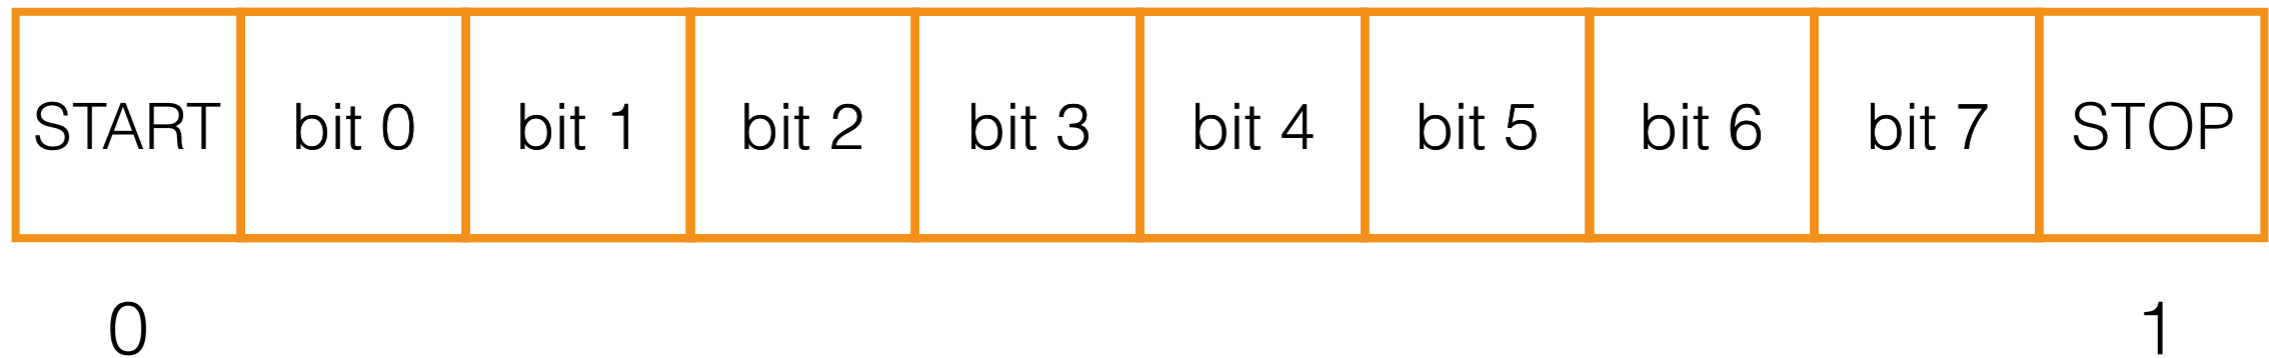 START bit 0 bit 1 bit 2 bit 3 bit 4 bit 5 bit 6 bit 7 STOP
0 1